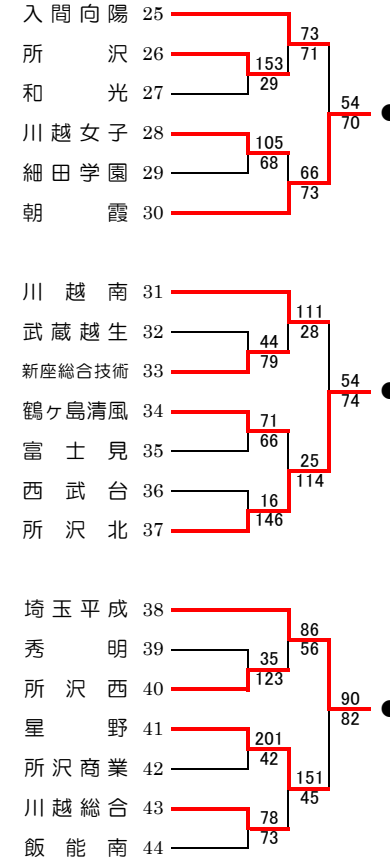 入間向陽 25
73
所沢 26
71
153
和光 27
29
54
川越女子 28
70
105
細田学園 29
68
66
朝霞 30
73
川越南 31
111
武蔵越生 32
28
44
新座総合技術 33
79
54
鶴ヶ島清風 34
74
71
富士見 35
66
25
西武台 36
114
16
所沢北 37
146
埼玉平成 38
86
秀明 39
56
35
所沢西 40
123
90
星野 41
82
201
所沢商業 42
42
151
川越総合 43
45
78
飯能南 44
73